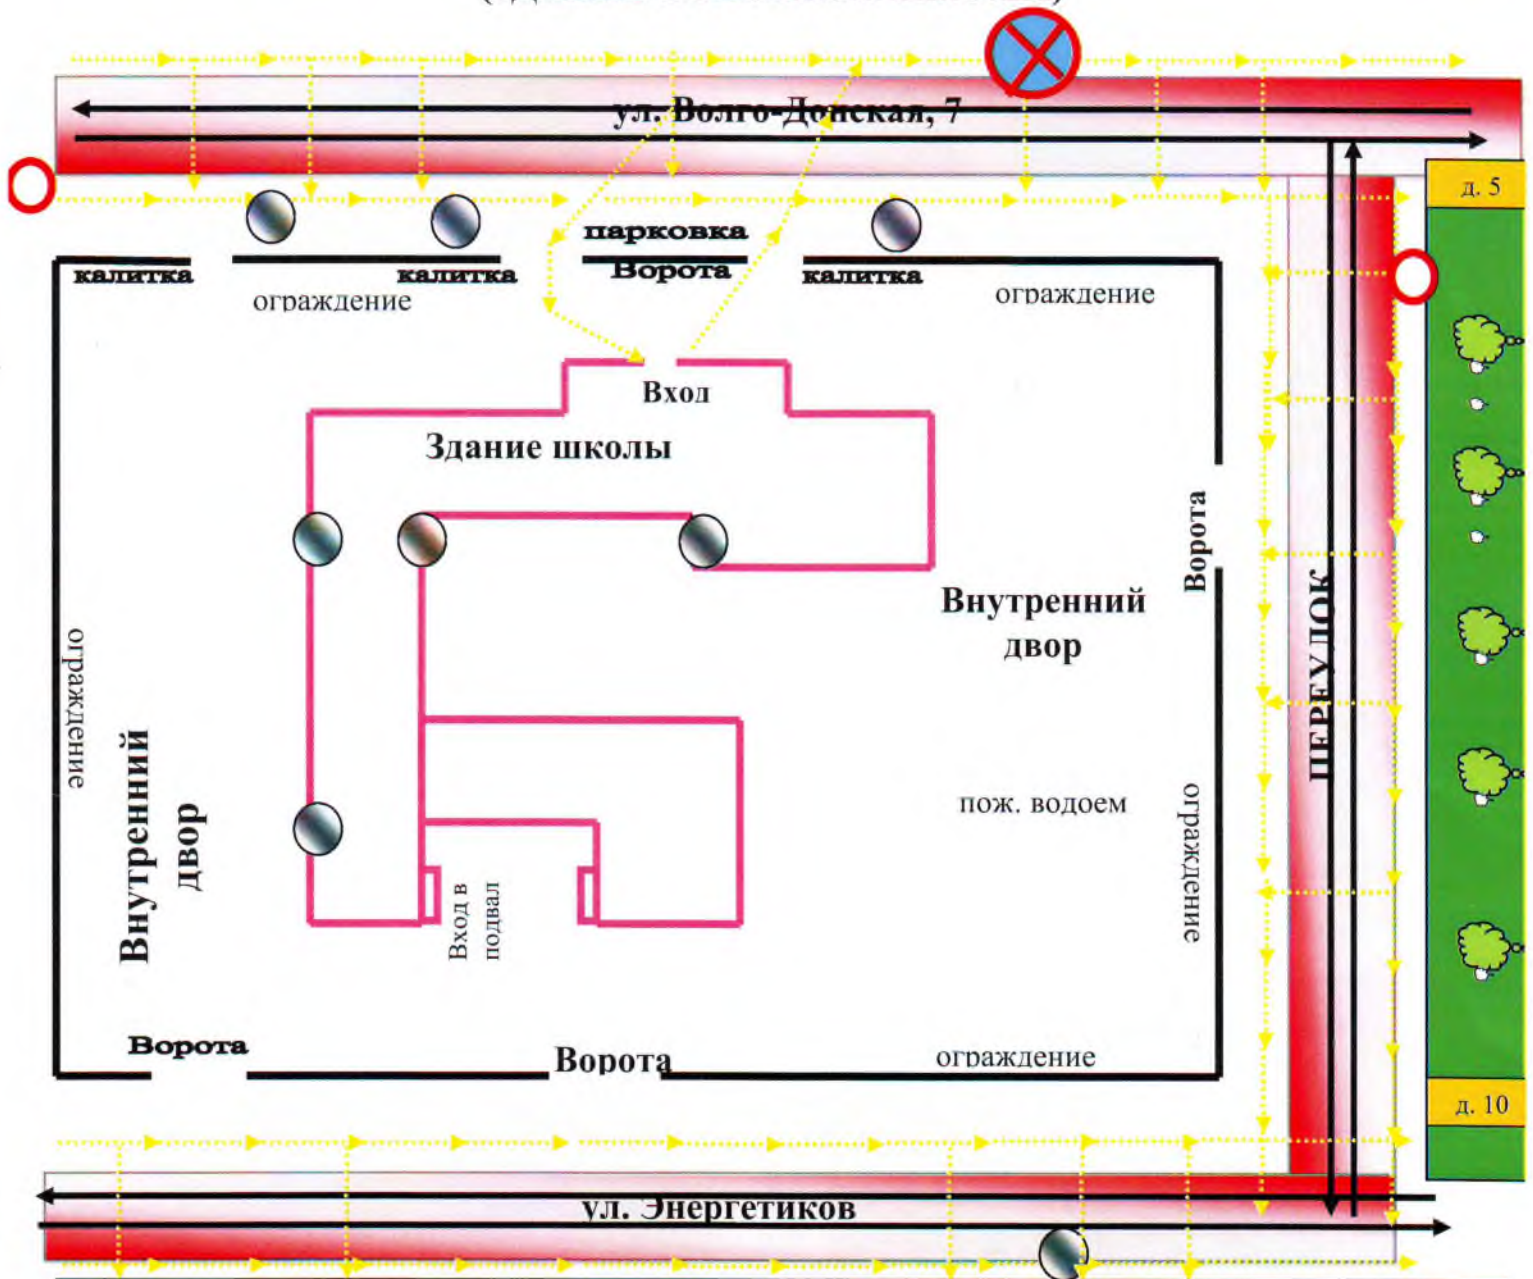 ул. Волго-Донская, 7
д. 5
парковка
калитка
калитка
Ворота
калитка
ограждение
ограждение
Вход
Здание школы
Ворота
Внутренний
двор
ограждение
ПЕРЕУЛОК
Внутренний
двор
пож. водоем
ограждение
Вход в
подвал
Ворота
Ворота
ограждение
д. 10
ул. Энергетиков